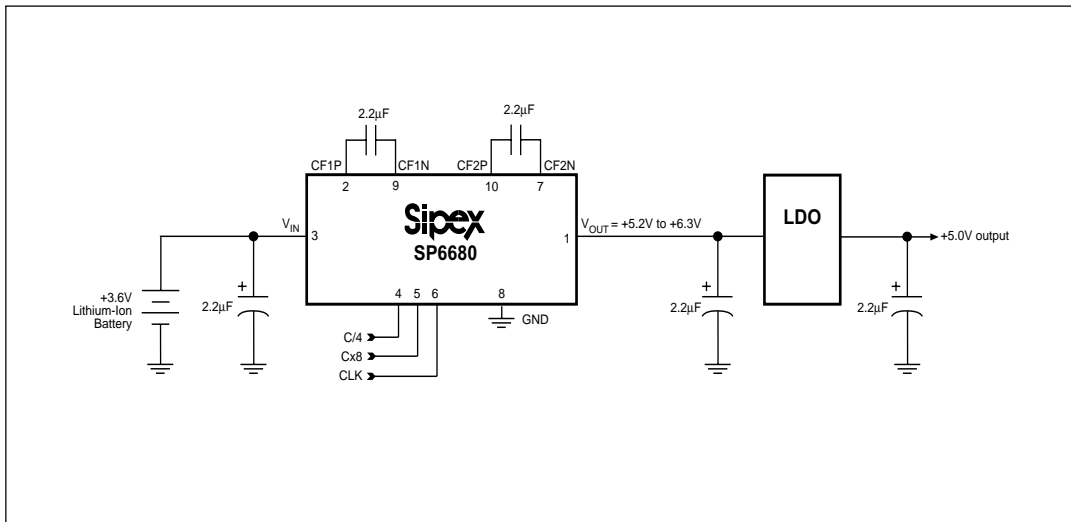 2.2μF
2.2μF
CF1P
CF1N
CF2P
CF2N
2
9
10
7
Sipex
SP6680
LDO
VIN
3
1
VOUT = +5.2V to +6.3V
+5.0V output
+3.6V
Lithium-Ion
Battery
+
2.2μF
4
5
6
8
GND
+
2.2μF
+
2.2μF
C/4
Cx8
CLK